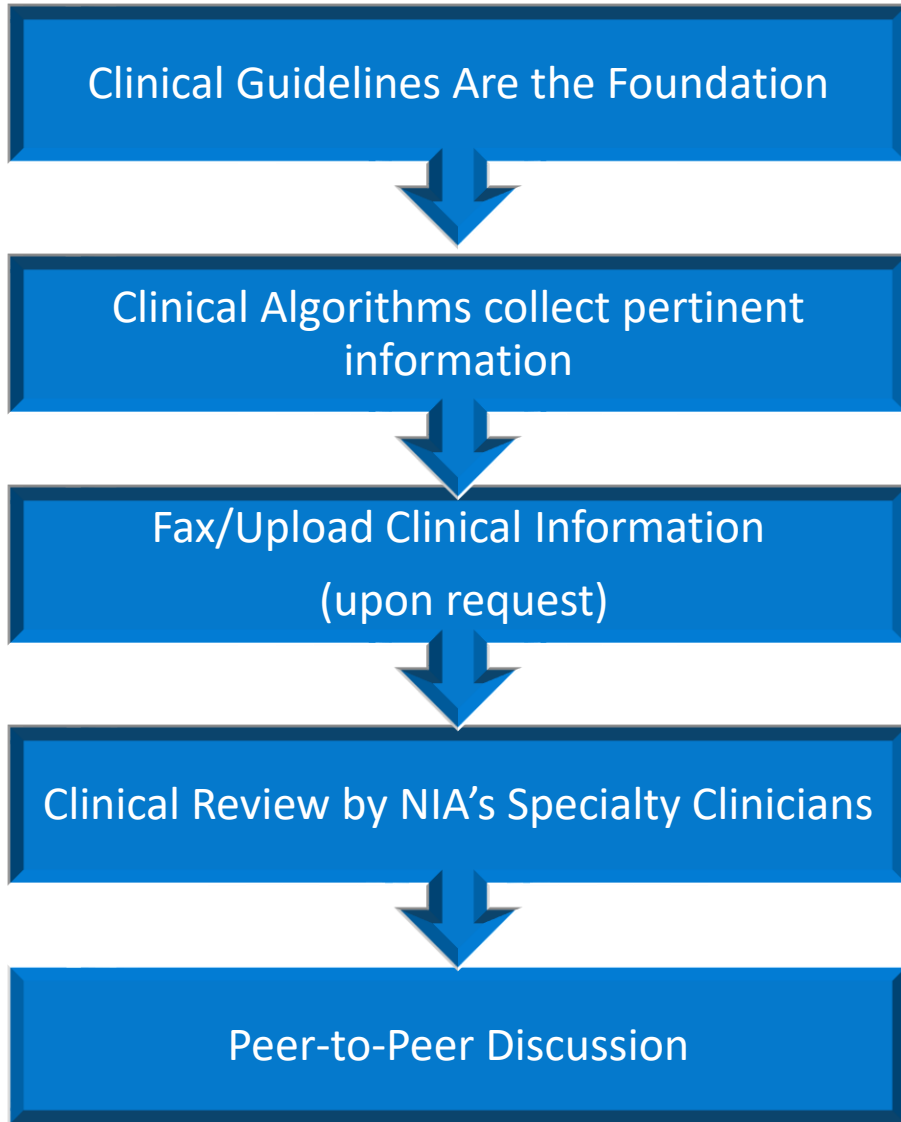 Clinical Guidelines Are the Foundation
Clinical Algorithms collect pertinent
information
Fax/Upload Clinical Information
(upon request)
Clinical Review by NIA’s Specialty Clinicians
Peer-to-Peer Discussion